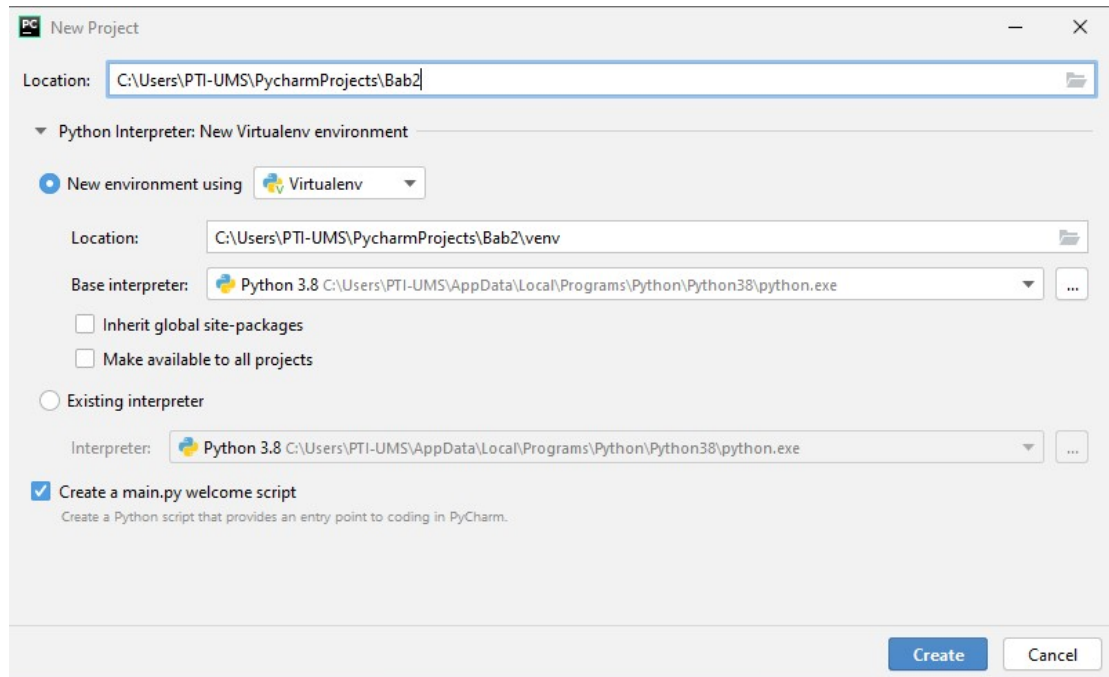 PC New Project
Location: C:\Users\PTI-UMS\PycharmProjects\Bab2
Python Interpreter: New Virtualenv environment
New environment using Virtualenv
Location: C:\Users\PTI-UMS\PycharmProjects\Bab2\venv
Base interpreter: Python 3.8 C:\Users\PTI-UMS\AppData\Local\Programs\Python\Python38\python.exe ...
Inherit global site-packages
Make available to all projects
Existing interpreter
Interpreter: Python 3.8 C:\Users\PTI-UMS\AppData\Local\Programs\Python\Python38\python.exe ...
Create a main.py welcome script
Create a Python script that provides an entry point to coding in PyCharm.
Create Cancel